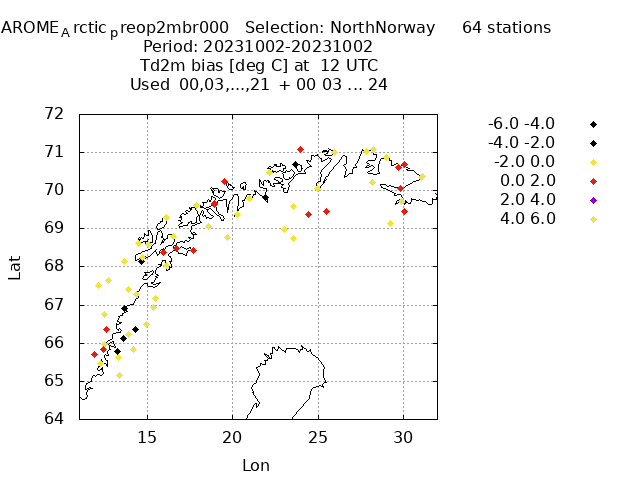 AROME_Arctic_preop2mbr000 Selection: NorthNorway 64 stations
Period: 20231002-20231002
Td2m bias [deg C] at 12 UTC
Used 00,03,...,21 + 00 03 ... 24
72
71
70
69
68
67
66
65
64
Lat
15 20 25 30
Lon
-6.0 -4.0
-4.0 -2.0
-2.0 0.0
0.0 2.0
2.0 4.0
4.0 6.0